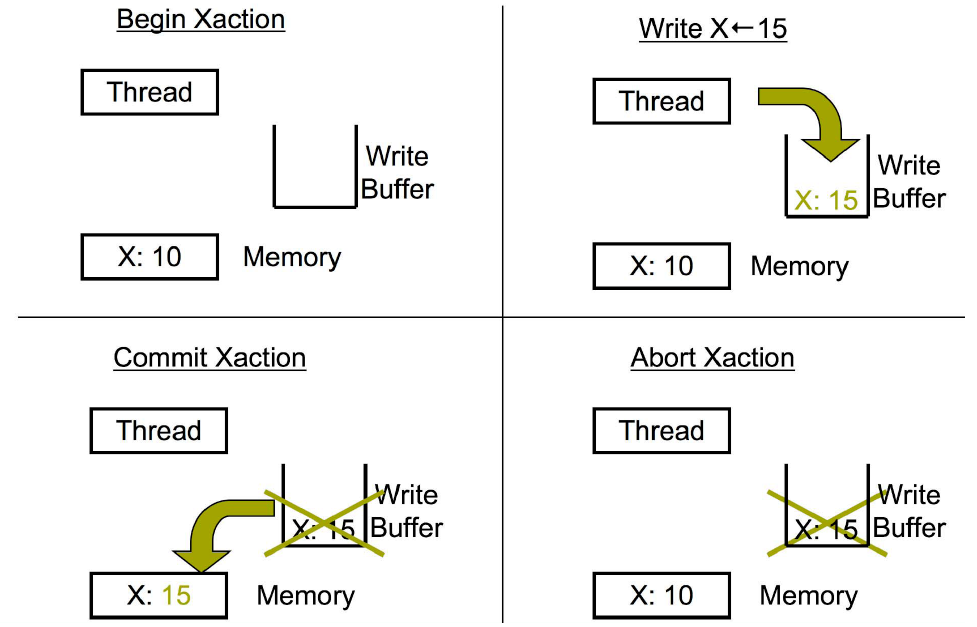 Begin Xaction
Thread
Write
Buffer
X: 10
Memory
Write X←15
Thread
Write
Buffer
X: 15
X: 10
Memory
Commit Xaction
Thread
Write
Buffer
X: 15
X: 15
Memory
Abort Xaction
Thread
Write
Buffer
X: 15
X: 10
Memory